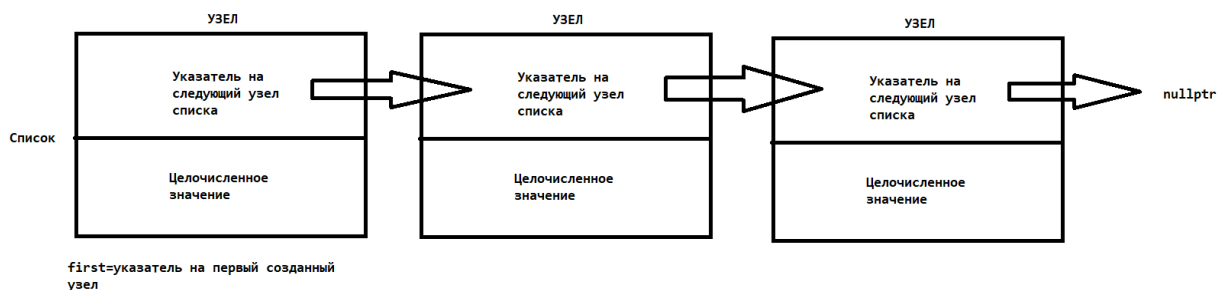 УЗЕЛ
УЗЕЛ
УЗЕЛ
Указатель на
следующий узел
списка
Указатель на
следующий узел
списка
Указатель на
следующий узел
списка
nullptr
Список
Целочисленное
значение
Целочисленное
значение
Целочисленное
значение
first=указатель на первый созданный
узел